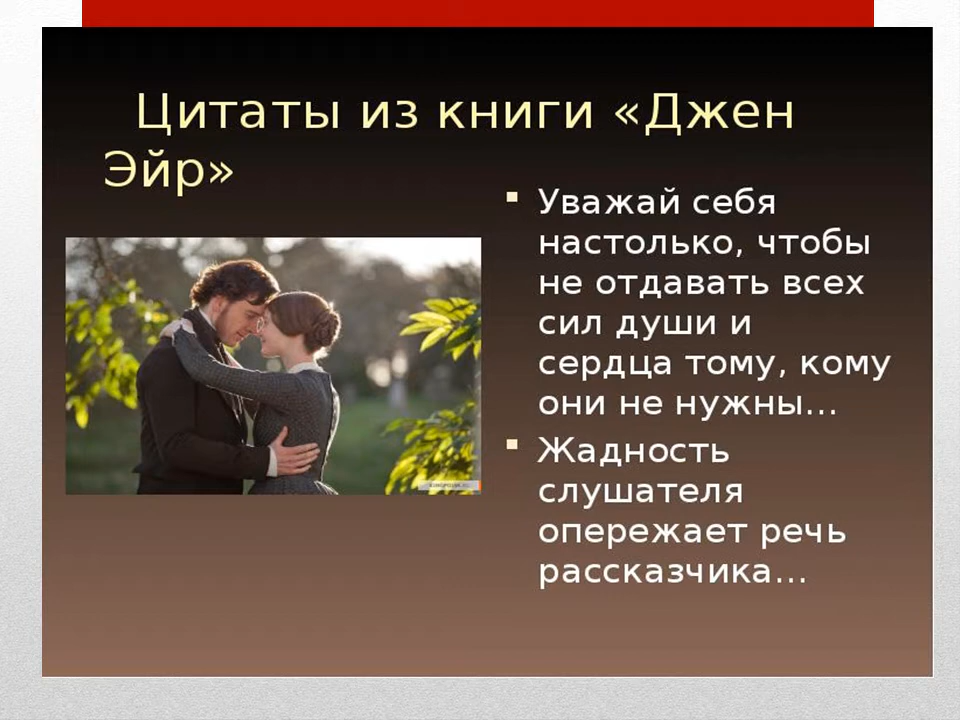 Цитаты из книги «Джен
Эйр»
Уважай себя
настолько, чтобы
не отдавать всех
сил души и
сердца тому, кому
они не нужны...
Жадность
слушателя
опережает речь
рассказчика...